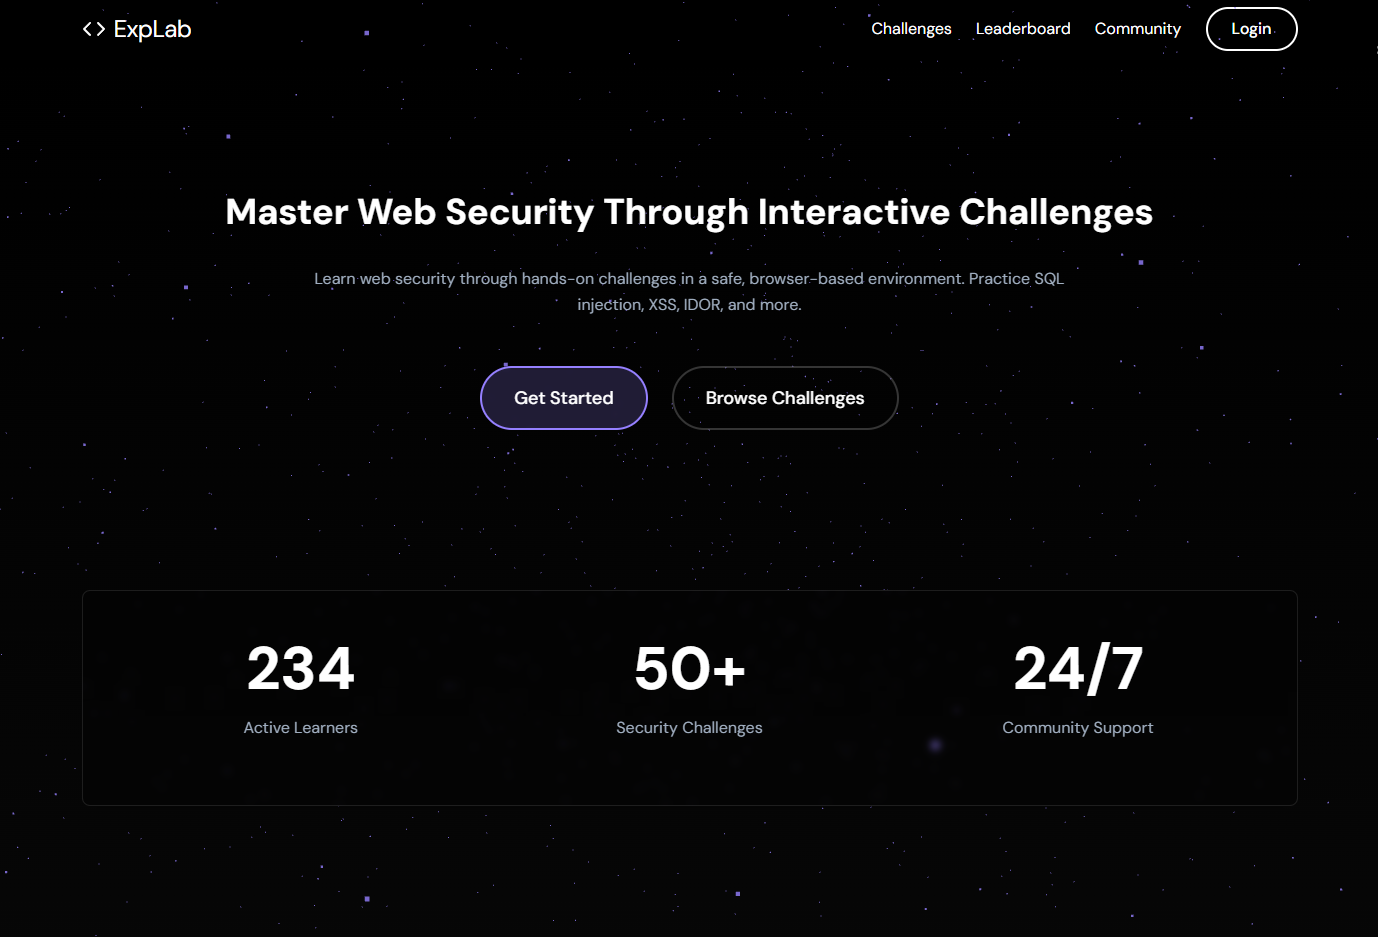 ExpLab
Challenges
Leaderboard
Community
Login
Master Web Security Through Interactive Challenges
Learn web security through hands-on challenges in a safe, browser-based environment. Practice SQL
injection, XSS, IDOR, and more.
Get Started
Browse Challenges
234
Active Learners
50+
Security Challenges
24/7
Community Support